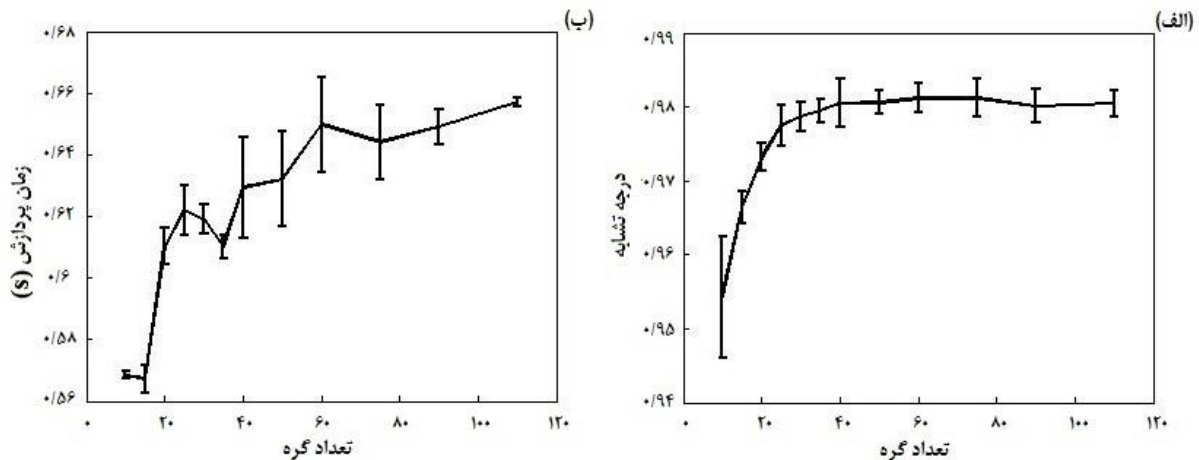 (الف)
۰/۹۹
۰/۹۸
۰/۹۷
۰/۹۶
۰/۹۵
۰/۹۴
درجه تشابه
۰ ۲۰ ۴۰ ۶۰ ۸۰ ۱۰۰ ۱۲۰
تعداد گره
(ب)
۰/۶۸
۰/۶۶
۰/۶۴
۰/۶۲
۰/۶
۰/۵۸
۰/۵۶
زمان پردازش (s)
۰ ۲۰ ۴۰ ۶۰ ۸۰ ۱۰۰ ۱۲۰
تعداد گره